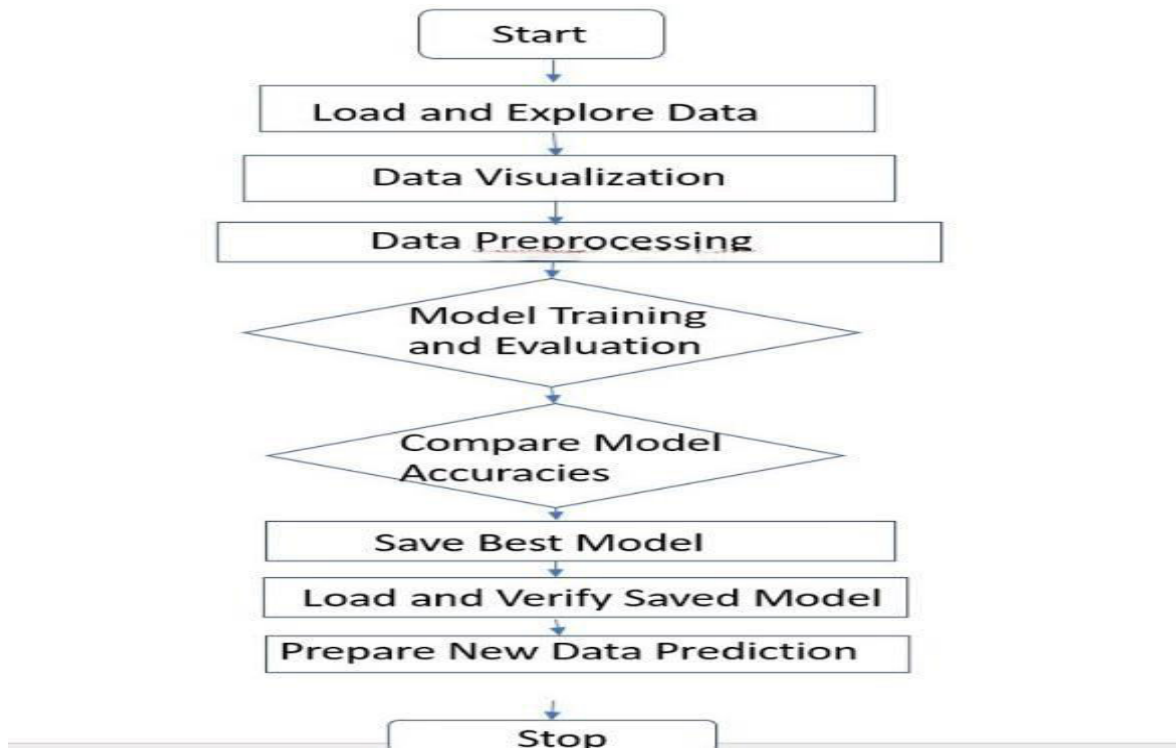 Start
Load and Explore Data
Data Visualization
Data Preprocessing
Model Training
and Evaluation
Compare Model
Accuracies
Save Best Model
Load and Verify Saved Model
Prepare New Data Prediction
Stop